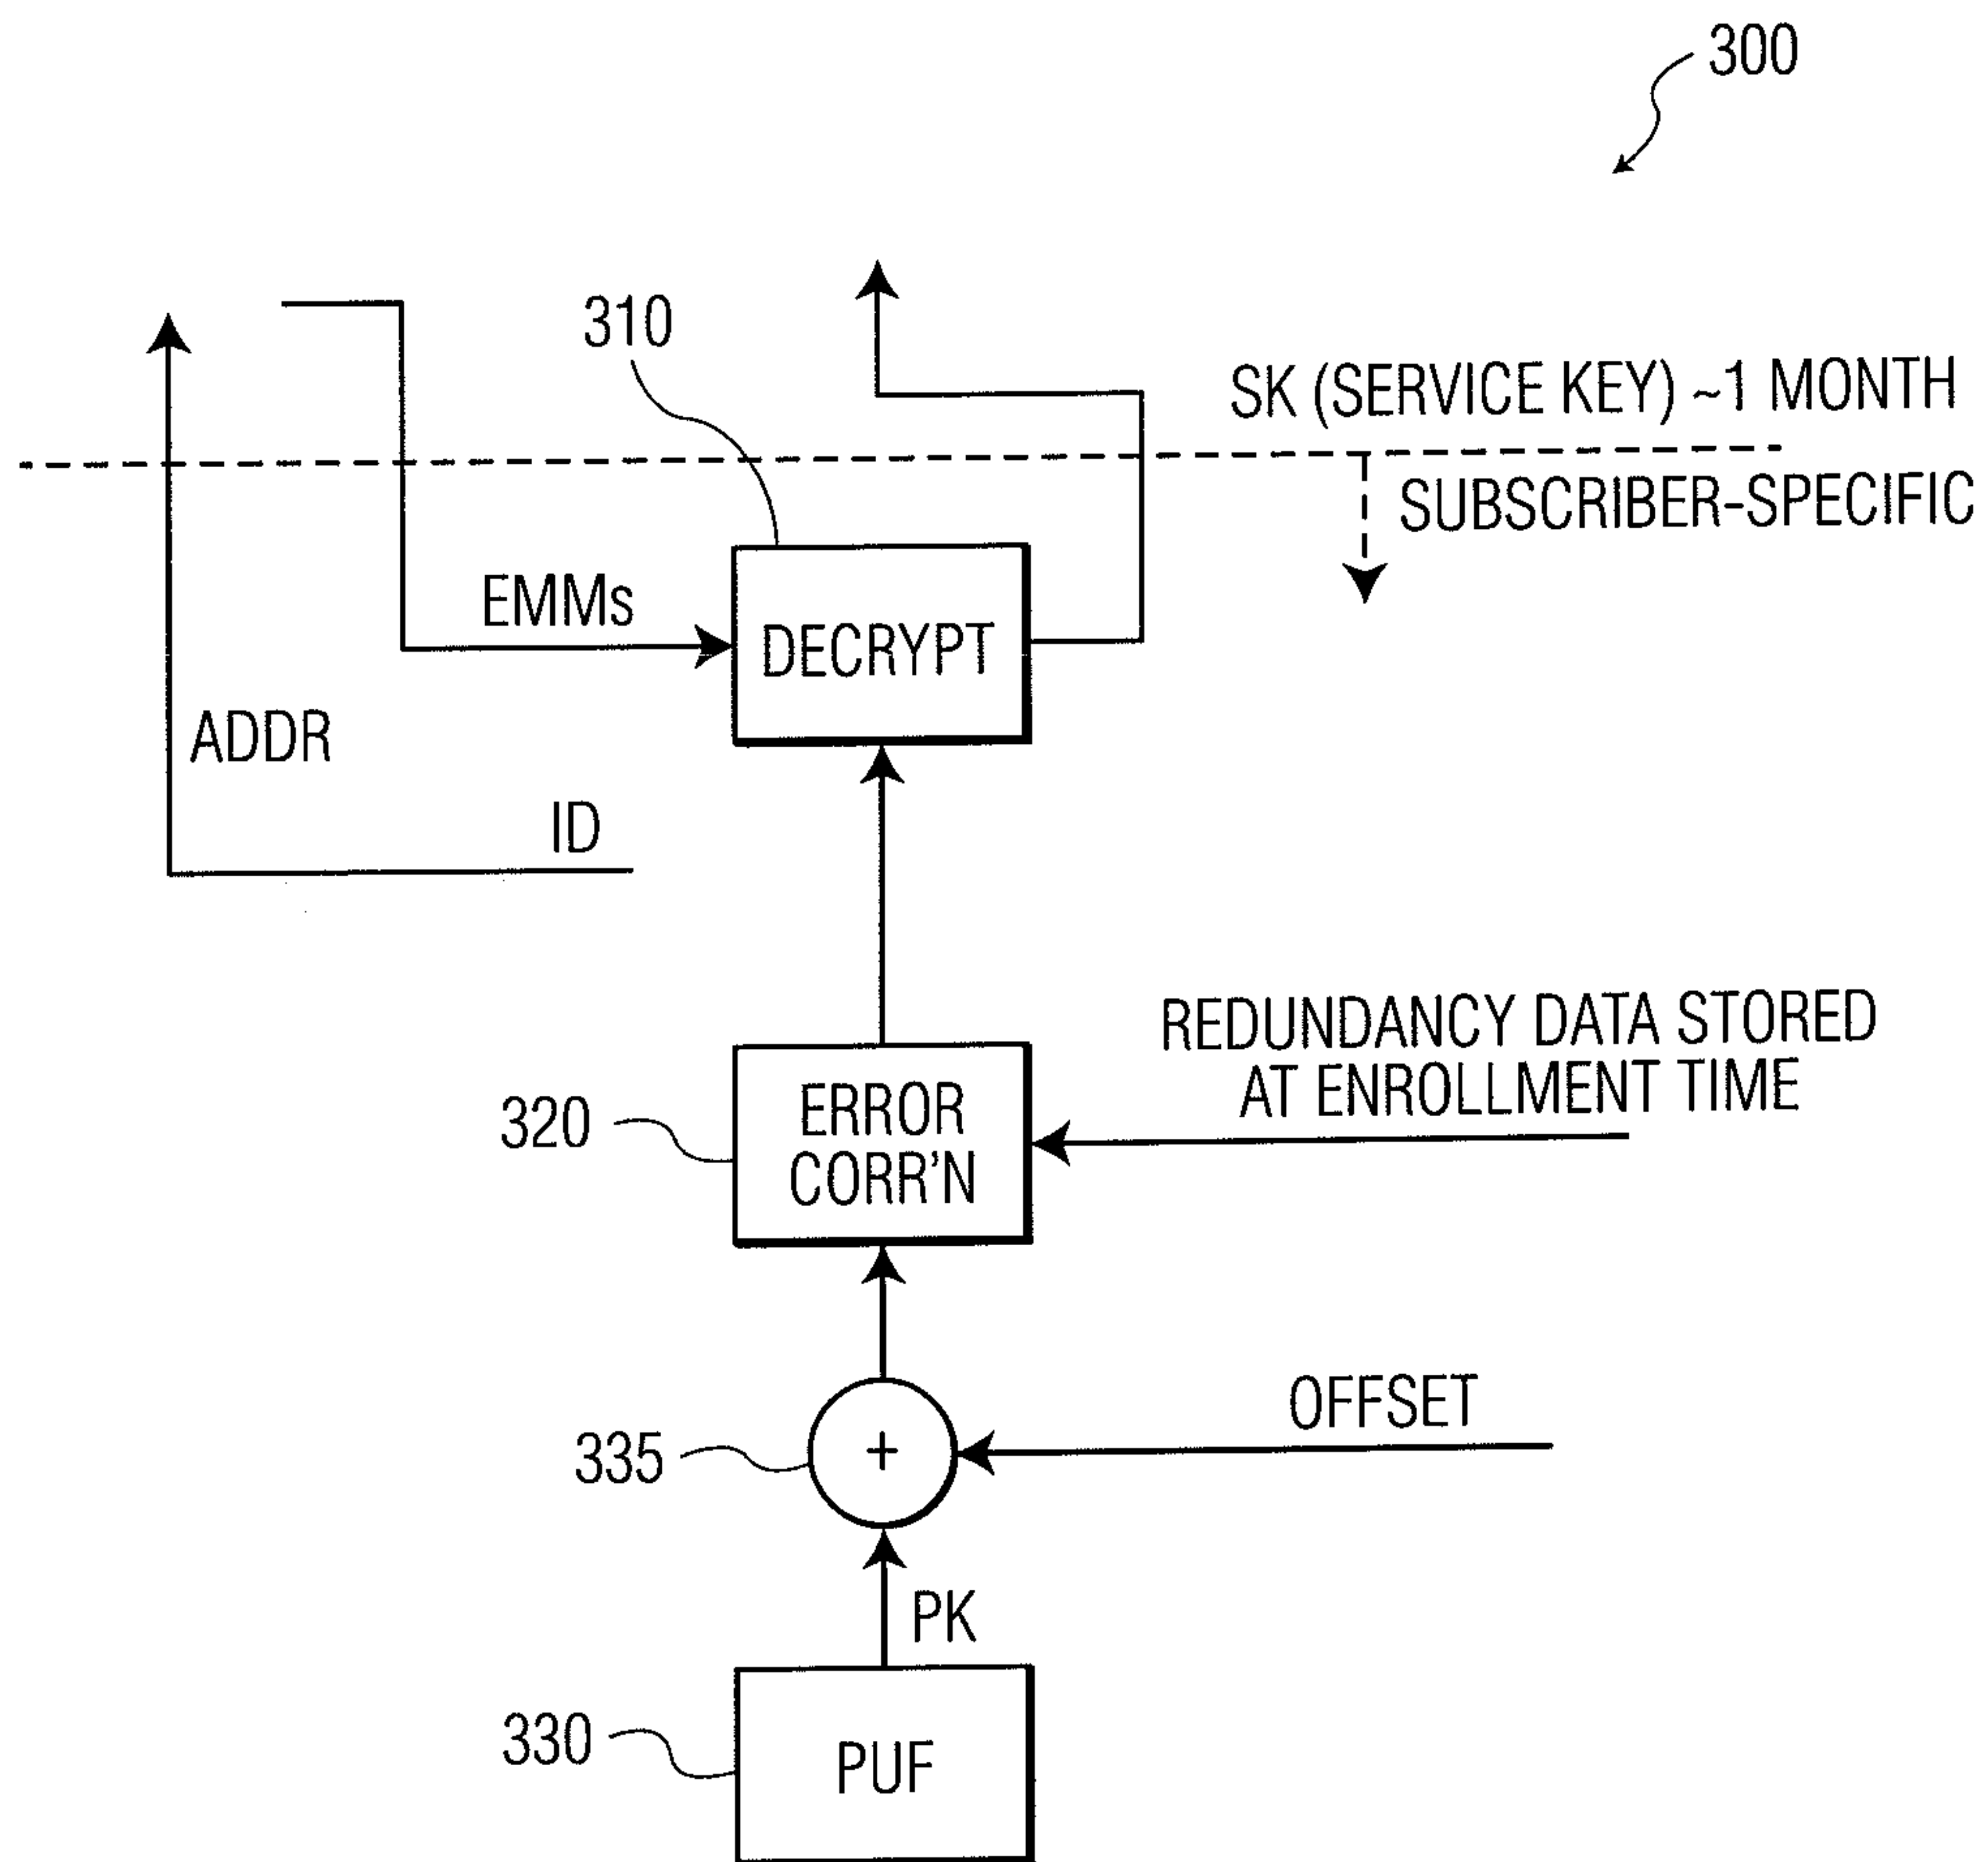 300
310
SK (SERVICE KEY) ~1 MONTH
SUBSCRIBER-SPECIFIC
EMMs
DECRYPT
ADDR
ID
REDUNDANCY DATA STORED
AT ENROLLMENT TIME
320
ERROR
CORR'N
OFFSET
335
+
PK
330
PUF